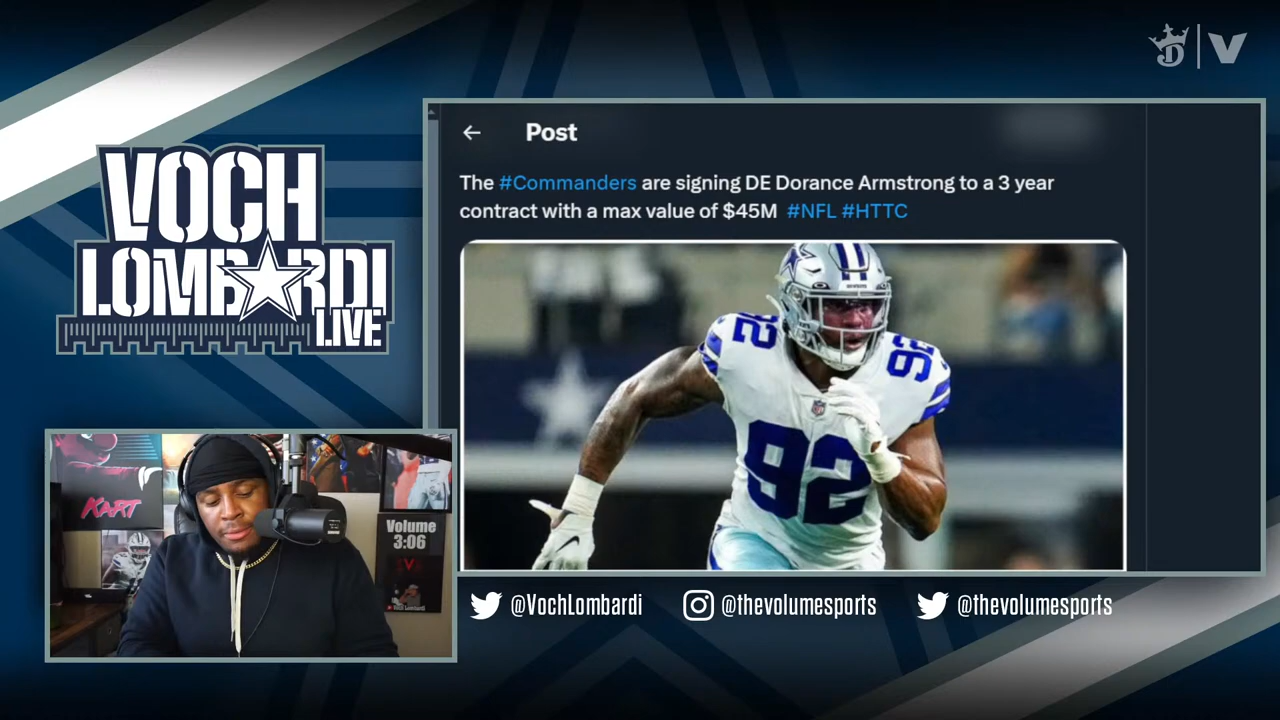 VOCH
LOMBARDI
LIVE
Post
The #Commanders are signing DE Dorance Armstrong to a 3 year
contract with a max value of $45M #NFL #HTTC
92
92
92
KART
Volume
3:06
@VochLombardi
@thevolumesports
@thevolumesports